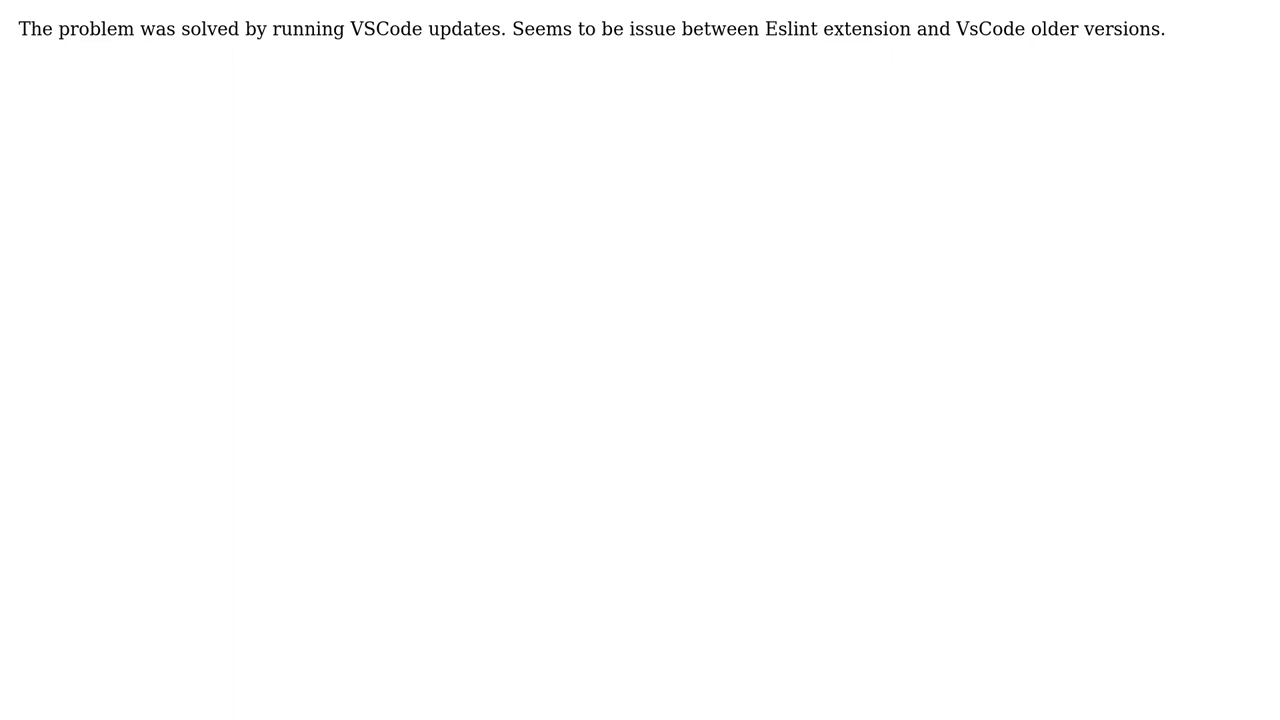 The problem was solved by running VSCode updates. Seems to be issue between Eslint extension and VsCode older versions.